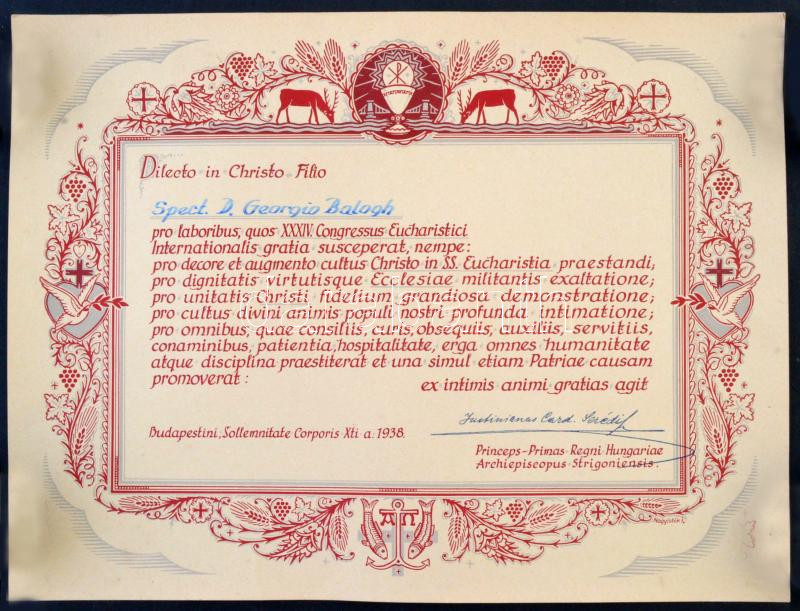 Dilecto in Christo Filio
Spect. D. Georgio Balogh
pro laboribus, quos XXXIV. Congressus Eucharistici
Internationalis gratia susceperat, nempe:
pro decore et augmento cultus Christo in SS. Eucharistia praestandi;
pro dignitatis virtutisque Ecclesiae militantis exaltatione;
pro unitatis Christi fidelium grandiosa demonstratione;
pro cultus divini animis populi nostri profunda intimatione;
pro omnibus, quae consiliis, curis, obsequiis, auxiliis, servitiis,
conaminibus, patientia, hospitalitate, erga omnes humanitate
atque disciplina praestiterat et una simul etiam Patriae causam
promoverat:
ex intimis animi gratias agit
Budapestini, Sollemnitate Corporis Xti a. 1938.
Justinianus Card. Serédi
Princeps-Primas Regni Hungariae
Archiepiscopus Strigoniensis.